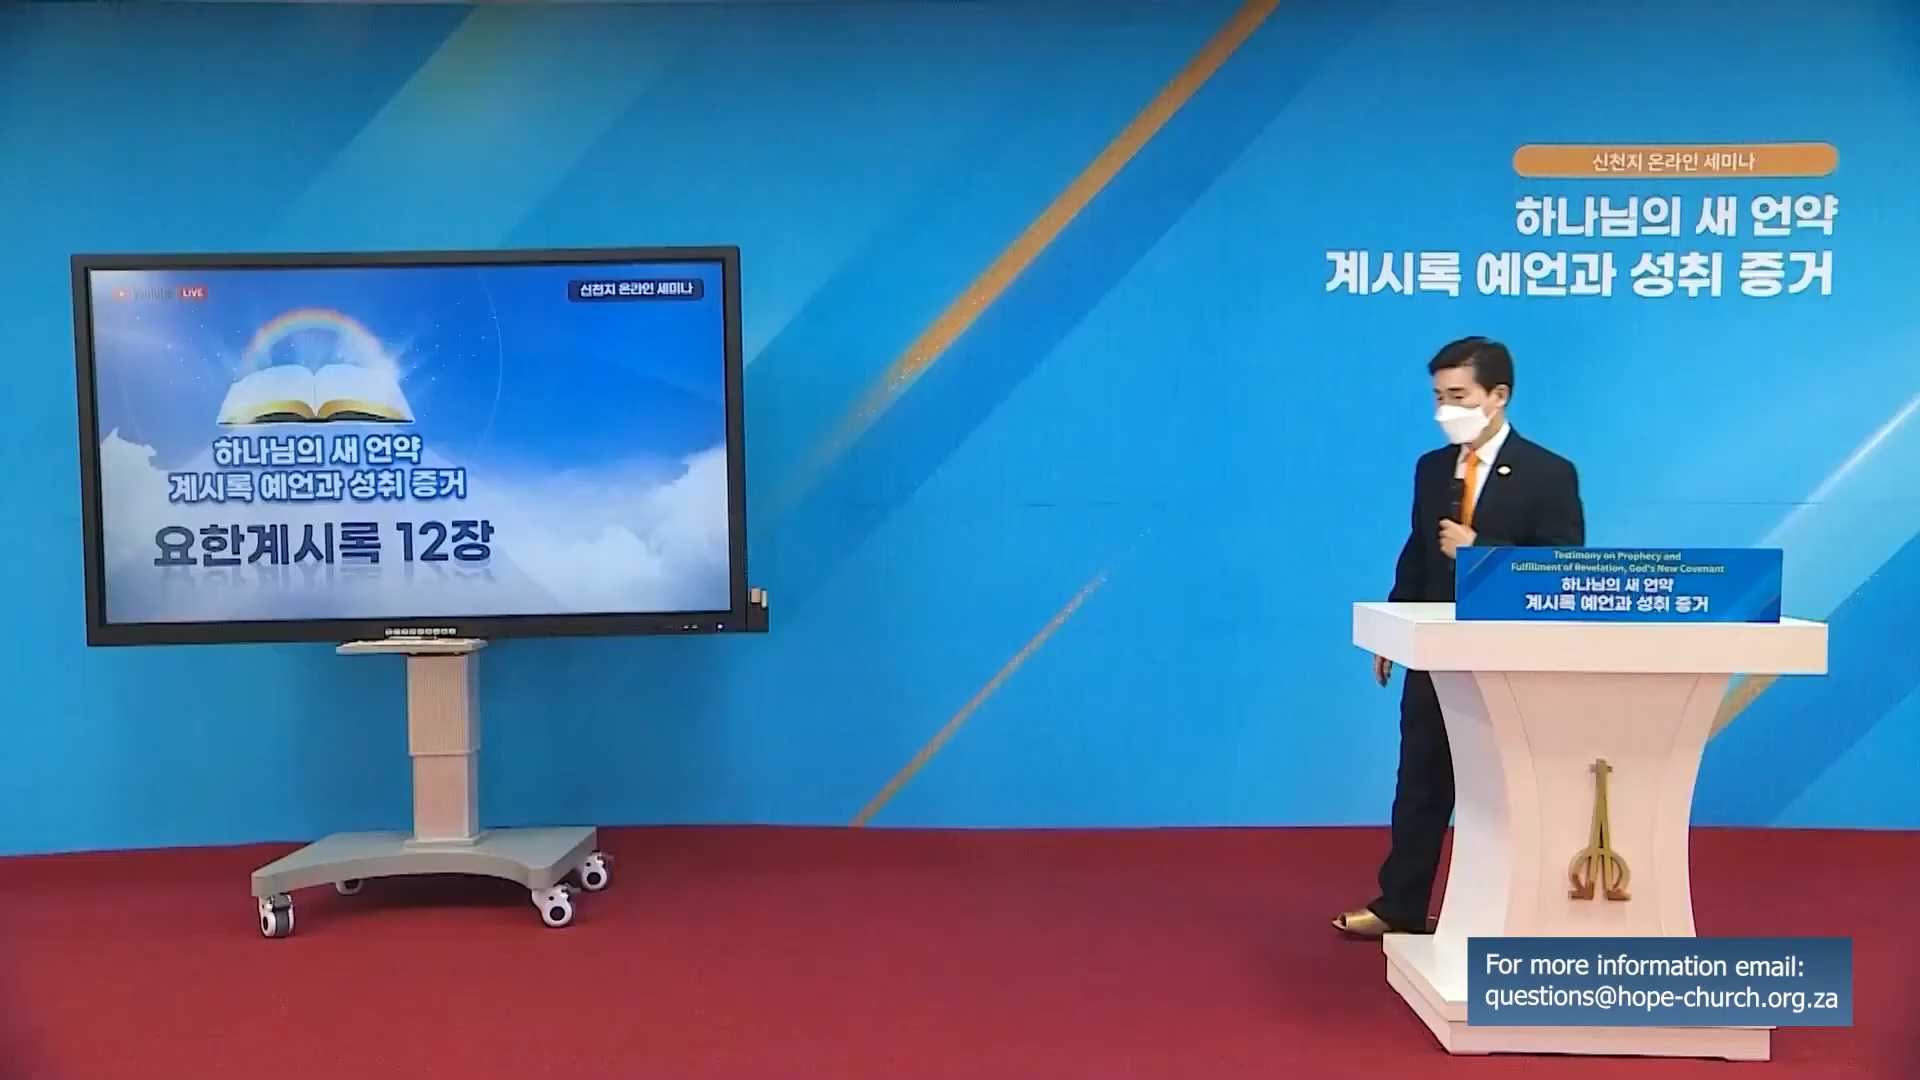 신천지 온라인 세미나
하나님의 새 언약
계시록 예언과 성취 증거
YouTube LIVE
신천지 온라인 세미나
하나님의 새 언약
계시록 예언과 성취 증거
요한계시록 12장
Testimony on Prophecy and
Fulfillment of Revelation, God's New Covenant
하나님의 새 언약
계시록 예언과 성취 증거
For more information email:
questions@hope-church.org.za